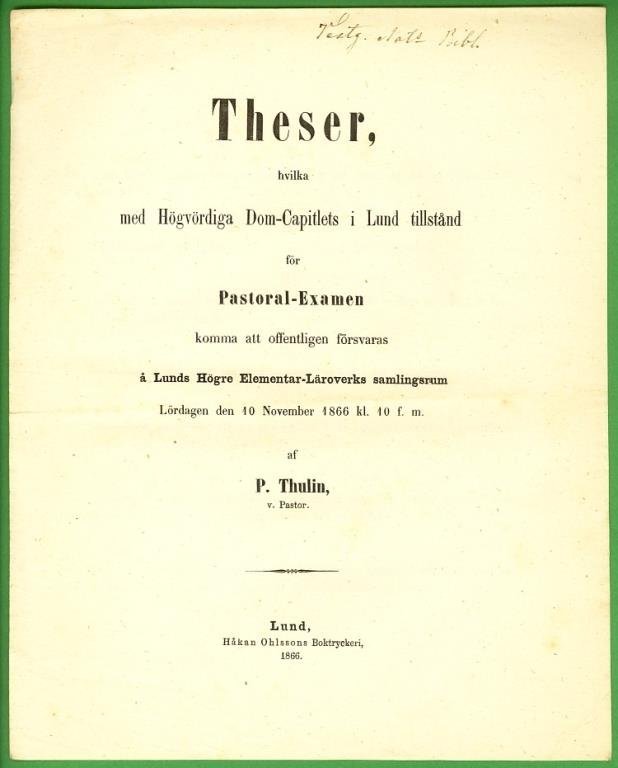 Bibl.
Theser,
hvilka
med Högvördiga Dom-Capitlets i Lund tillstånd
för
Pastoral-Examen
komma att offentligen försvaras
å Lunds Högre Elementar-Läroverks samlingsrum
Lördagen den 10 November 1866 kl. 10 f. m.
af
P. Thulin,
v. Pastor.
Lund,
Håkan Ohlssons Boktryckeri,
1866.